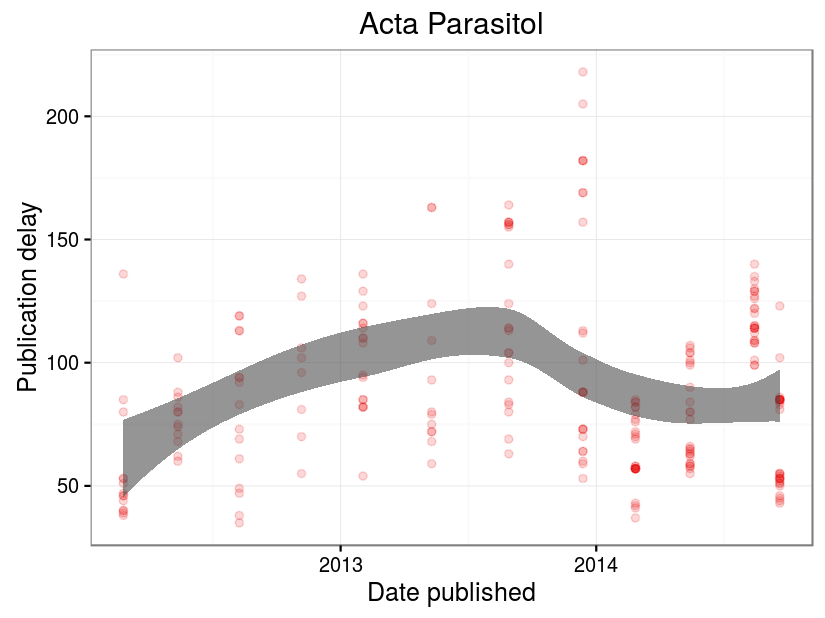 Acta Parasitol
Publication delay
200
150
100
50
2013 2014
Date published